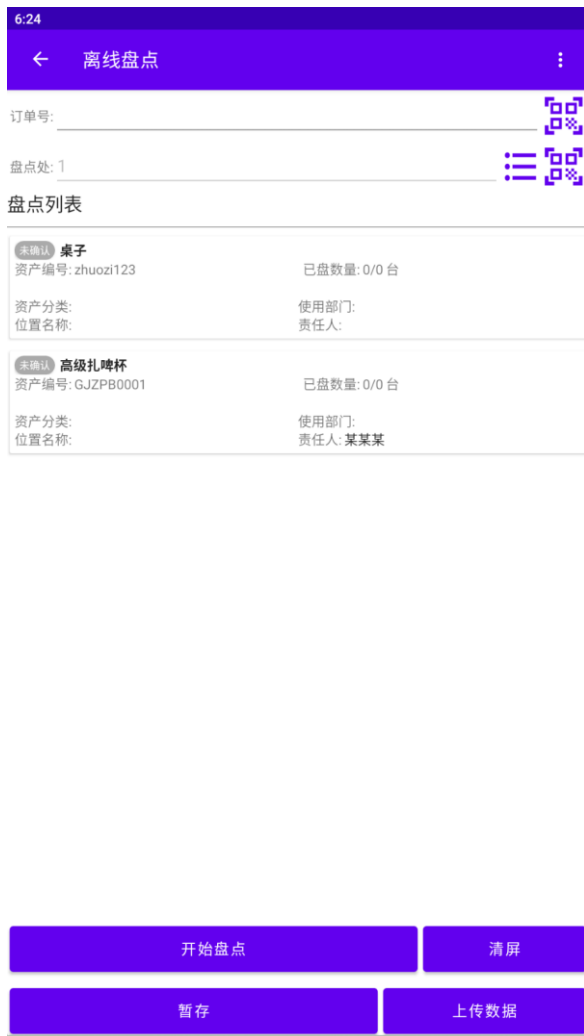 6:24
离线盘点
订单号:
盘点处: 1
盘点列表
未确认 桌子
资产编号: zhuozi123 已盘数量: 0/0 台
资产分类: 使用部门:
位置名称: 责任人:
未确认 高级扎啤杯
资产编号: GJZPB0001 已盘数量: 0/0 台
资产分类: 使用部门:
位置名称: 责任人: 某某某
开始盘点 清屏
暂存 上传数据